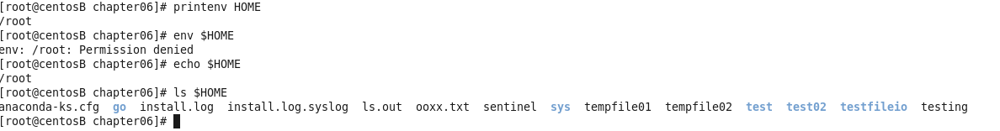 [root@centosB chapter06]# printenv HOME
/root
[root@centosB chapter06]# env $HOME
env: /root: Permission denied
[root@centosB chapter06]# echo $HOME
/root
[root@centosB chapter06]# ls $HOME
anaconda-ks.cfg  go  install.log  install.log.syslog  ls.out  ooxx.txt  sentinel  sys  tempfile01  tempfile02  test  test02  testfileio  testing
[root@centosB chapter06]#